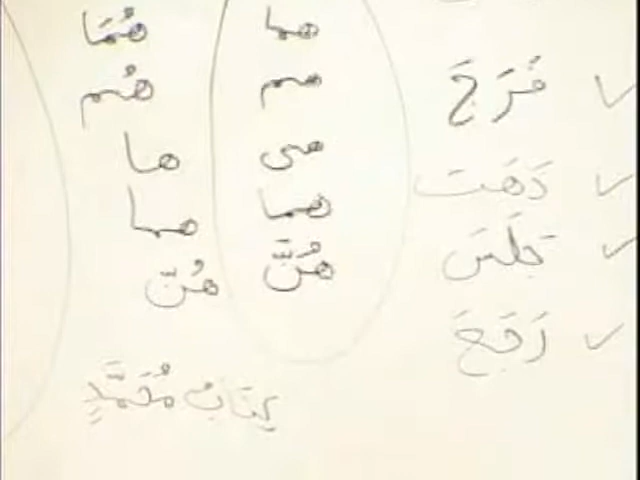 خَرَجَ
ذَهَبَ
جَلَسَ
رَفَعَ
هما
هم
هى
هما
هُنَّ
هُمَا
هُم
ها
هما
هُنّ
كِتَابُ مُحَمَّدٍ